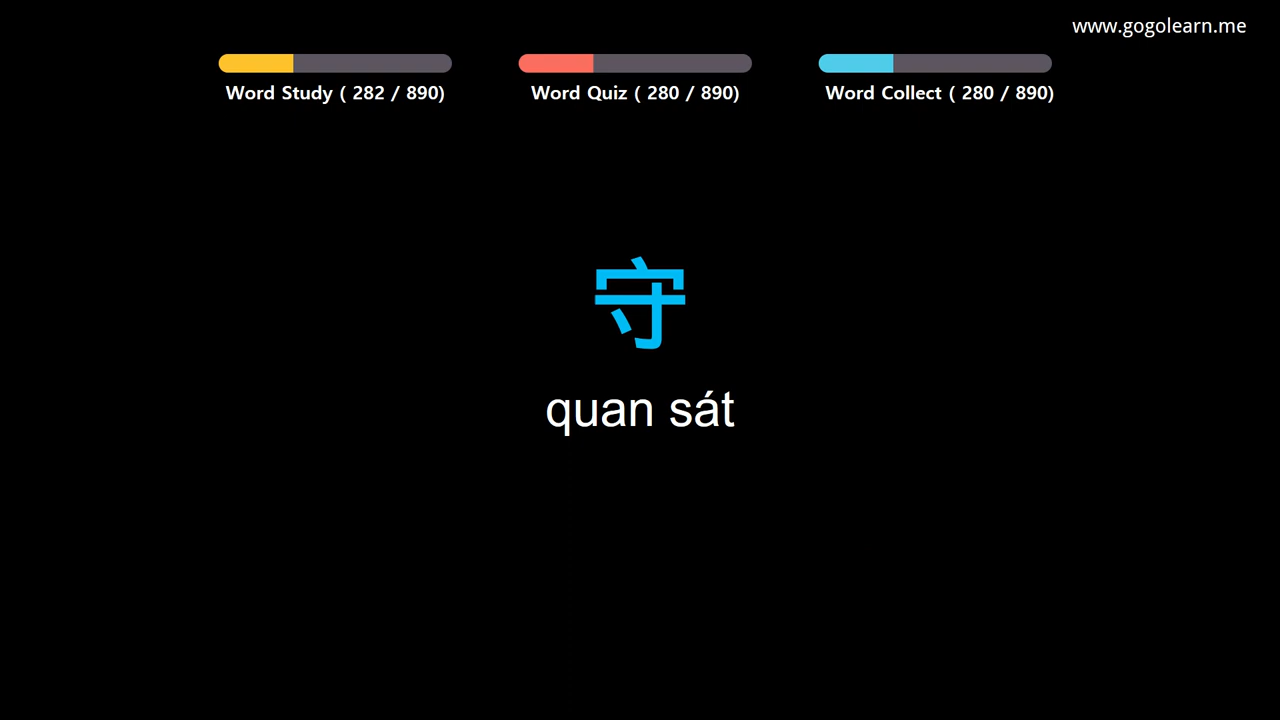 www.gogolearn.me
Word Study ( 282 / 890)
Word Quiz ( 280 / 890)
Word Collect ( 280 / 890)
守
quan sát